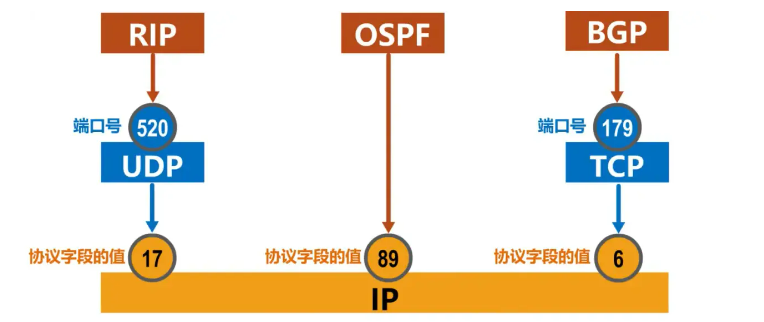 RIP
OSPF
BGP
端口号
520
端口号
179
UDP
TCP
协议字段的值
17
协议字段的值
89
协议字段的值
6
IP